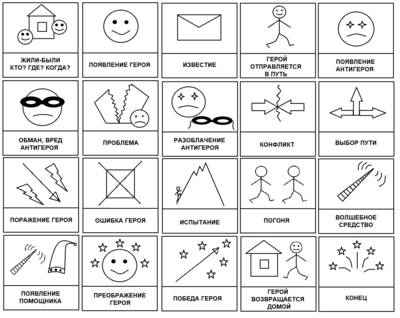 ЖИЛИ-БЫЛИ
КТО? ГДЕ? КОГДА?
ПОЯВЛЕНИЕ ГЕРОЯ
ИЗВЕСТИЕ
ГЕРОЙ
ОТПРАВЛЯЕТСЯ
В ПУТЬ
ПОЯВЛЕНИЕ
АНТИГЕРОЯ
ОБМАН, ВРЕД
АНТИГЕРОЯ
ПРОБЛЕМА
РАЗОБЛАЧЕНИЕ
АНТИГЕРОЯ
КОНФЛИКТ
ВЫБОР ПУТИ
ПОРАЖЕНИЕ ГЕРОЯ
ОШИБКА ГЕРОЯ
ИСПЫТАНИЕ
ПОГОНЯ
ВОЛШЕБНОЕ
СРЕДСТВО
ПОЯВЛЕНИЕ
ПОМОЩНИКА
ПРЕОБРАЖЕНИЕ
ГЕРОЯ
ПОБЕДА ГЕРОЯ
ГЕРОЙ
ВОЗВРАЩАЕТСЯ
ДОМОЙ
КОНЕЦ